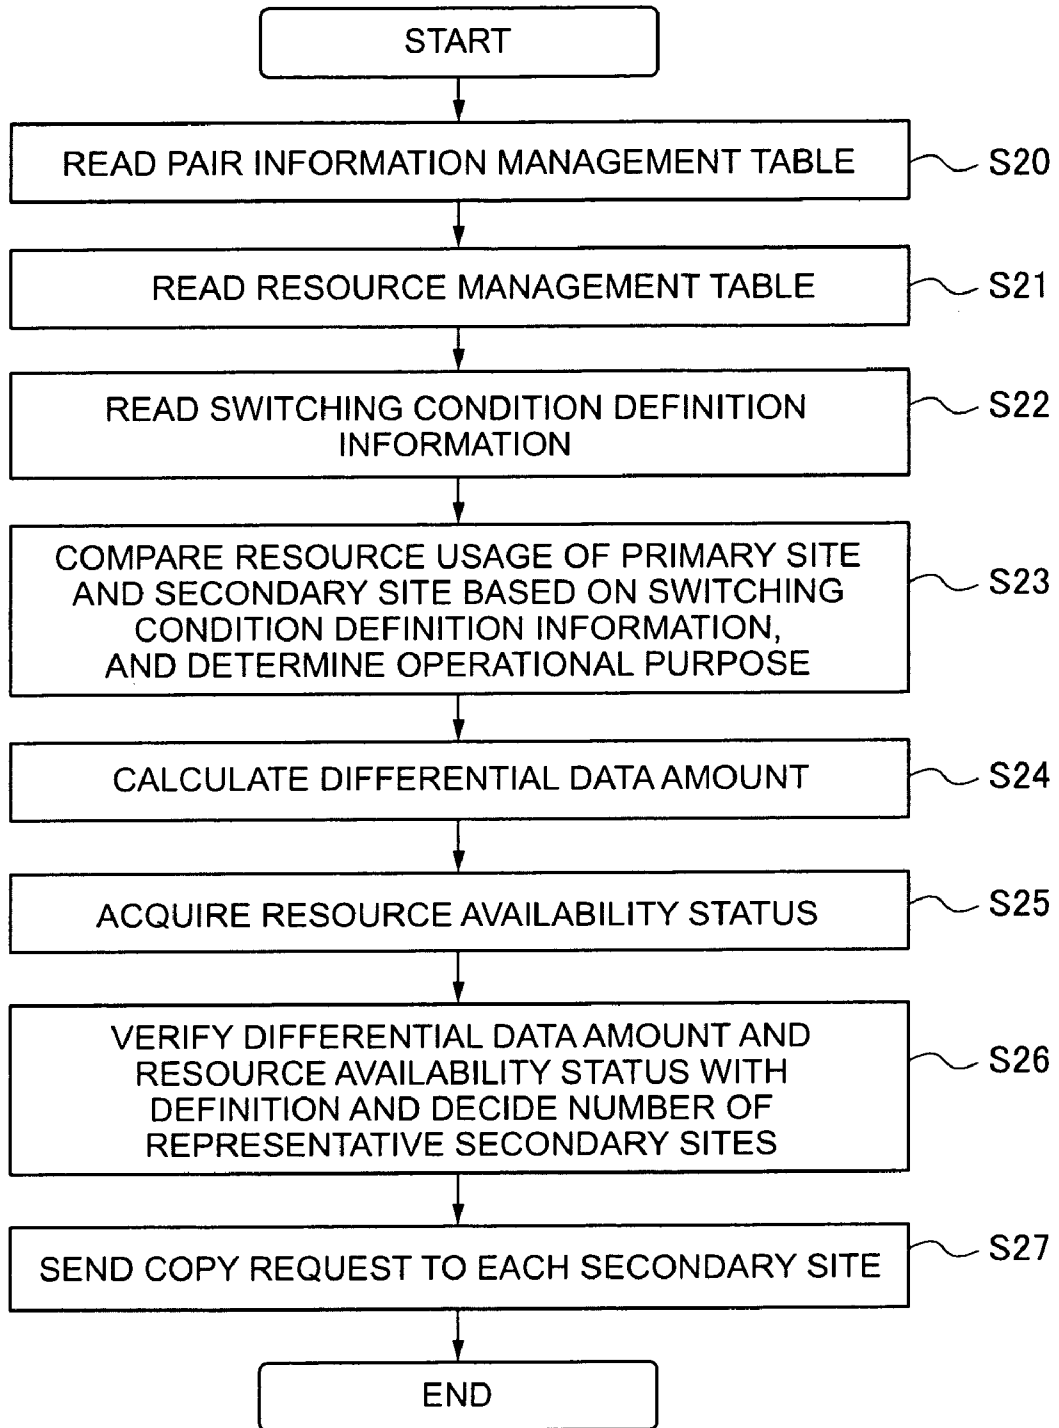 START
READ PAIR INFORMATION MANAGEMENT TABLE
S20
READ RESOURCE MANAGEMENT TABLE
S21
READ SWITCHING CONDITION DEFINITION
INFORMATION
S22
COMPARE RESOURCE USAGE OF PRIMARY SITE
AND SECONDARY SITE BASED ON SWITCHING
CONDITION DEFINITION INFORMATION,
AND DETERMINE OPERATIONAL PURPOSE
S23
CALCULATE DIFFERENTIAL DATA AMOUNT
S24
ACQUIRE RESOURCE AVAILABILITY STATUS
S25
VERIFY DIFFERENTIAL DATA AMOUNT AND
RESOURCE AVAILABILITY STATUS WITH
DEFINITION AND DECIDE NUMBER OF
REPRESENTATIVE SECONDARY SITES
S26
SEND COPY REQUEST TO EACH SECONDARY SITE
S27
END